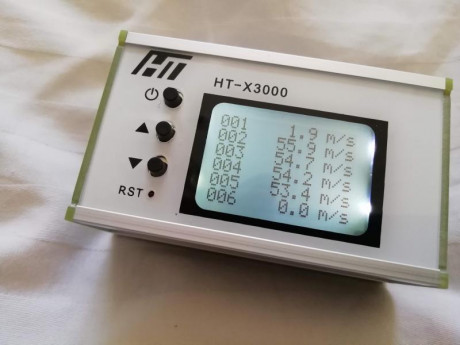 HT
HT-X3000
001 1.9 m/s
002 55.9 m/s
003 54.7 m/s
004 54.2 m/s
005 53.4 m/s
006 0.0 m/s
RST